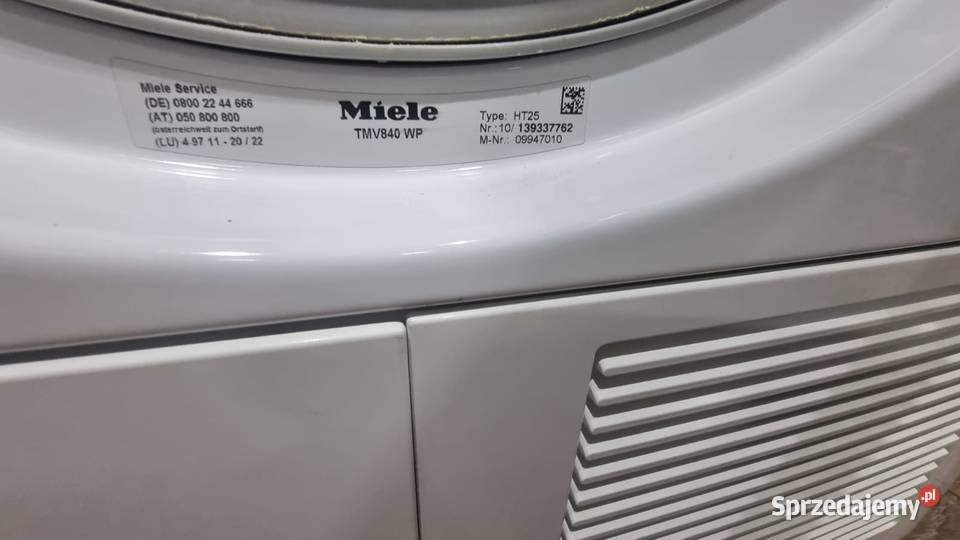 Miele Service
(DE) 0800 22 44 666
(AT) 050 800 800
(österreichweit zum Ortstarif)
(LU) 4-97 11 - 20 / 22
Miele
TMV840 WP
Type: HT25
Nr.: 10/ 139337762
M-Nr.: 09947010
Sprzedajemy.pl